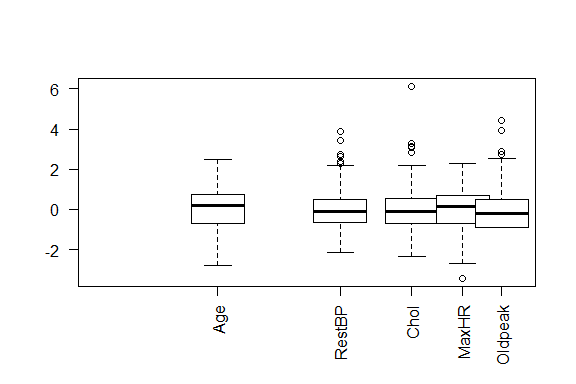 6
4
2
0
-2
Age
RestBP
Chol
MaxHR
Oldpeak